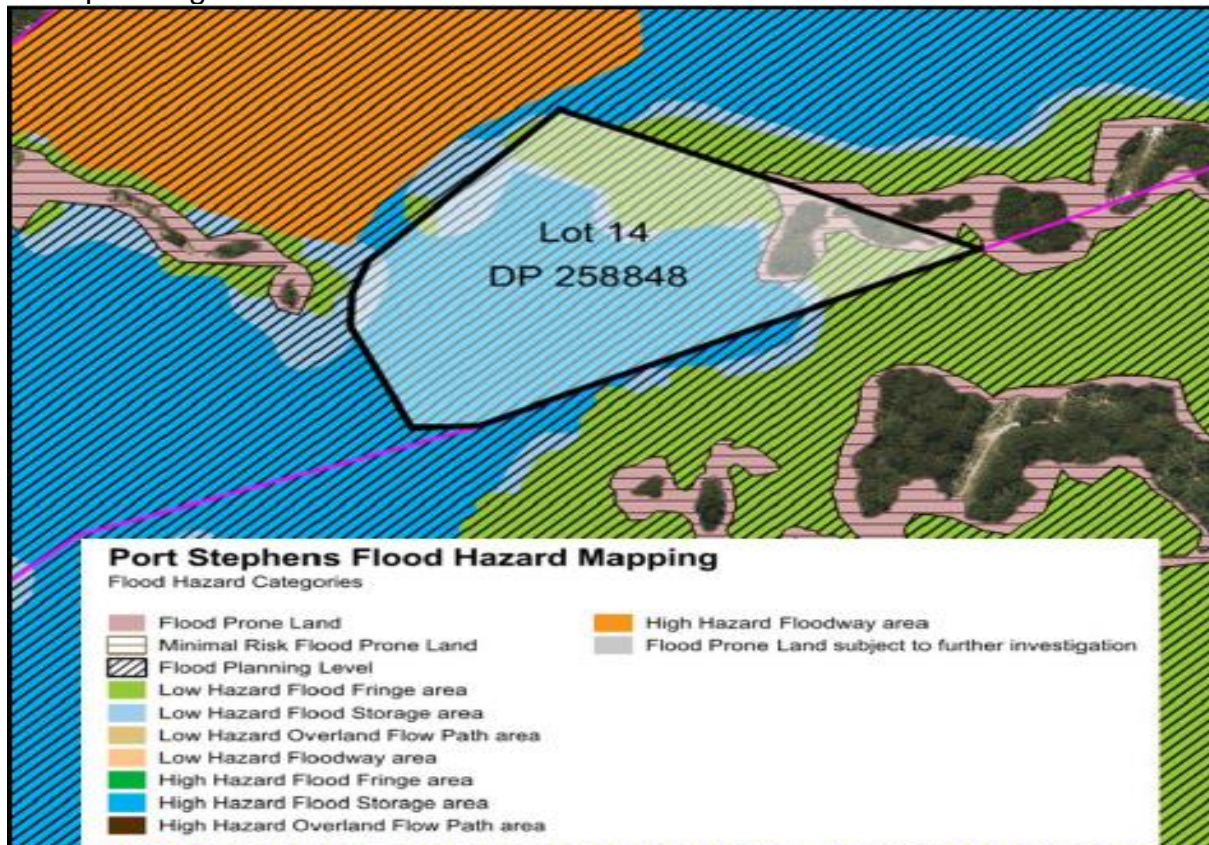 Lot 14
DP 258848
Port Stephens Flood Hazard Mapping
Flood Hazard Categories
Flood Prone Land
Minimal Risk Flood Prone Land
Flood Planning Level
Low Hazard Flood Fringe area
Low Hazard Flood Storage area
Low Hazard Overland Flow Path area
Low Hazard Floodway area
High Hazard Flood Fringe area
High Hazard Flood Storage area
High Hazard Overland Flow Path area
High Hazard Floodway area
Flood Prone Land subject to further investigation